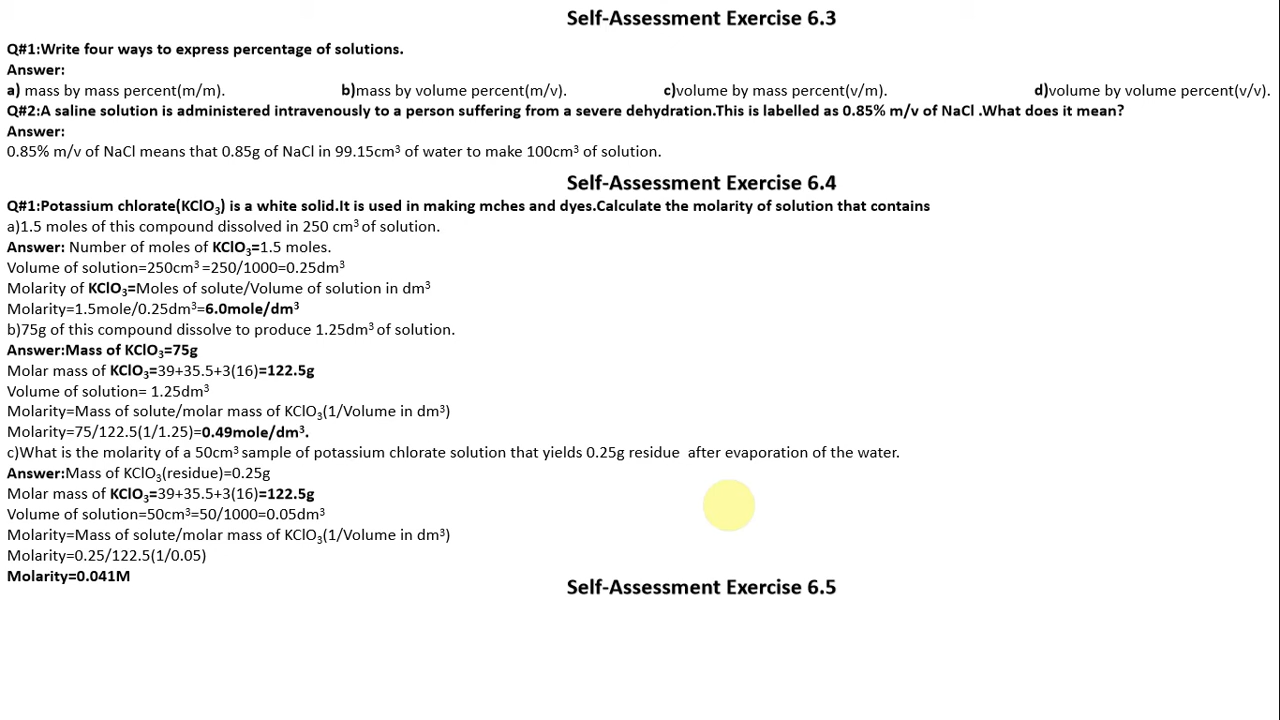 Self-Assessment Exercise 6.3
Q#1:Write four ways to express percentage of solutions.
Answer:
a) mass by mass percent(m/m). b)mass by volume percent(m/v). c)volume by mass percent(v/m). d)volume by volume percent(v/v).
Q#2:A saline solution is administered intravenously to a person suffering from a severe dehydration.This is labelled as 0.85% m/v of NaCl .What does it mean?
Answer:
0.85% m/v of NaCl means that 0.85g of NaCl in 99.15cm³ of water to make 100cm³ of solution.
Self-Assessment Exercise 6.4
Q#1:Potassium chlorate(KClO₃) is a white solid.It is used in making mches and dyes.Calculate the molarity of solution that contains
a)1.5 moles of this compound dissolved in 250 cm³ of solution.
Answer: Number of moles of KClO₃=1.5 moles.
Volume of solution=250cm³ =250/1000=0.25dm³
Molarity of KClO₃=Moles of solute/Volume of solution in dm³
Molarity=1.5mole/0.25dm³=6.0mole/dm³
b)75g of this compound dissolve to produce 1.25dm³ of solution.
Answer:Mass of KClO₃=75g
Molar mass of KClO₃=39+35.5+3(16)=122.5g
Volume of solution= 1.25dm³
Molarity=Mass of solute/molar mass of KClO₃(1/Volume in dm³)
Molarity=75/122.5(1/1.25)=0.49mole/dm³.
c)What is the molarity of a 50cm³ sample of potassium chlorate solution that yields 0.25g residue after evaporation of the water.
Answer:Mass of KClO₃(residue)=0.25g
Molar mass of KClO₃=39+35.5+3(16)=122.5g
Volume of solution=50cm³=50/1000=0.05dm³
Molarity=Mass of solute/molar mass of KClO₃(1/Volume in dm³)
Molarity=0.25/122.5(1/0.05)
Molarity=0.041M
Self-Assessment Exercise 6.5